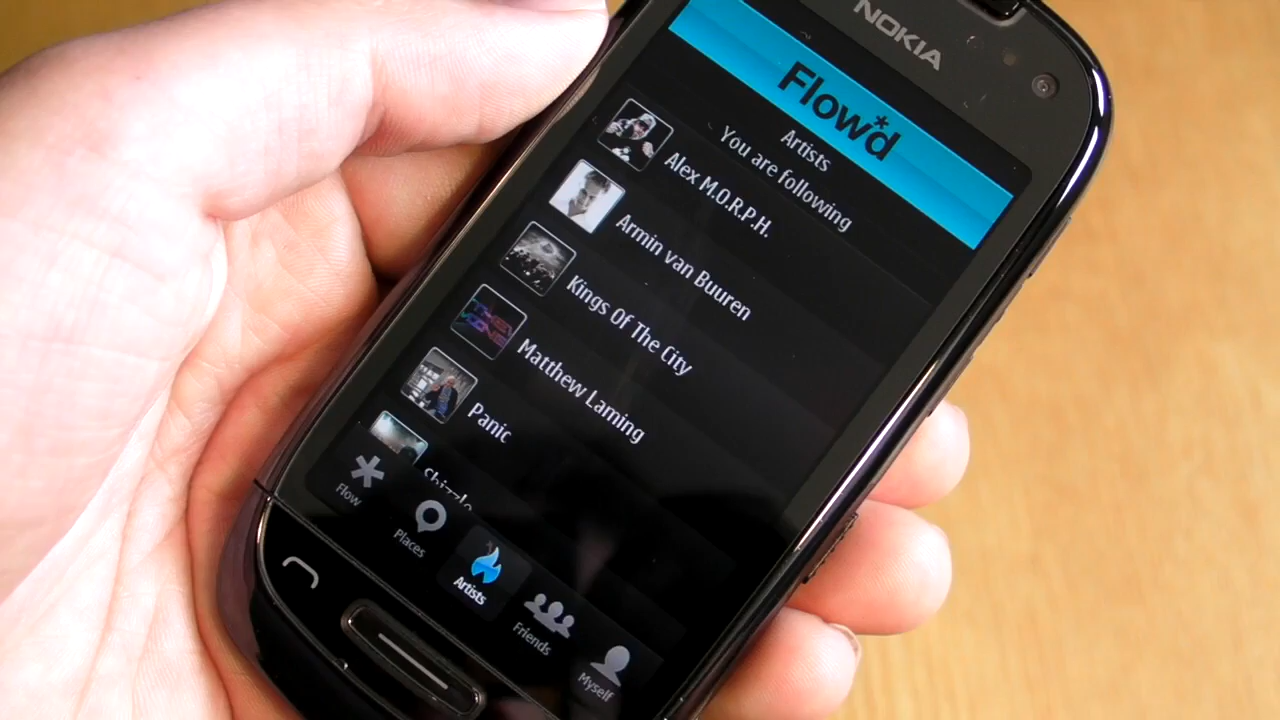 NOKIA
Flow*d
Artists
You are following
Alex M.O.R.P.H.
Armin van Buuren
Kings Of The City
Matthew Laming
Panic
Flow
Places
Artists
Friends
Myself